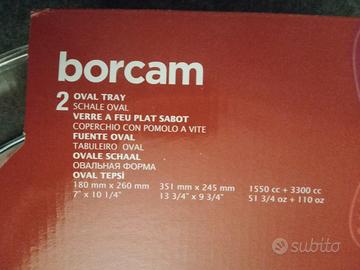 borcam
2 OVAL TRAY
SCHALE OVAL
VERRE A FEU PLAT SABOT
COPERCHIO CON POMOLO A VITE
FUENTE OVAL
TABULEIRO OVAL
OVALE SCHAAL
ОВАЛЬНАЯ ФОРМА
OVAL TEPSİ
180 mm x 260 mm 351 mm x 245 mm 1550 cc + 3300 cc
7" x 10 1/4" 13 3/4" x 9 3/4" 51 3/4 oz + 110 oz
subito